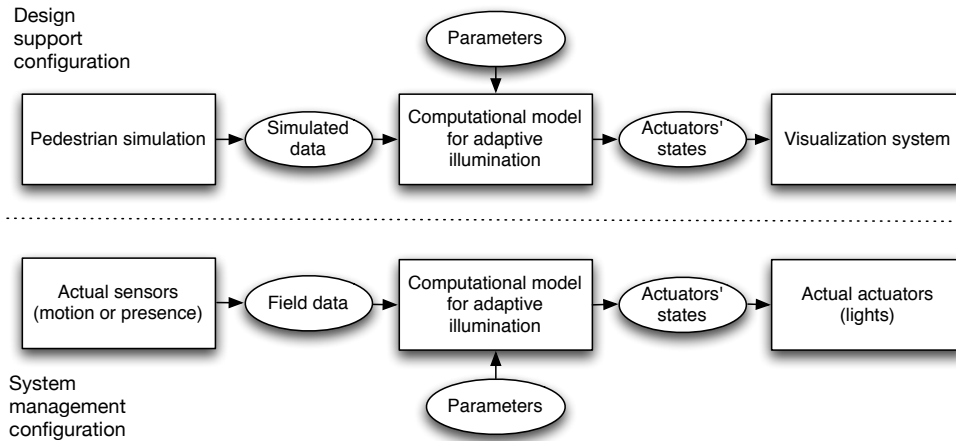 Design
support
configuration
Parameters
Pedestrian simulation
Simulated
data
Computational model
for adaptive
illumination
Actuators'
states
Visualization system
Actual sensors
(motion or presence)
Field data
Computational model
for adaptive
illumination
Actuators'
states
Actual actuators
(lights)
System
management
configuration
Parameters